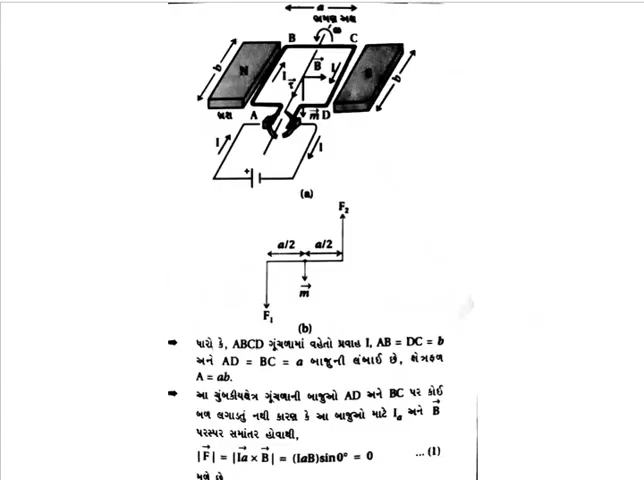 a
ભ્રમણ અક્ષ
ω
B
C
N
B
I
I
S
b
b
τ
A
m
D
બ્રશ
I
I
+
(a)
F₂
a/2
a/2
m
F₁
(b)
➡ ધારો કે, ABCD ગૂંચળામાં વહેતો પ્રવાહ I, AB = DC = b
અને AD = BC = a બાજુની લંબાઈ છે, ક્ષેત્રફળ
A = ab.
➡ આ ચુંબકીયક્ષેત્ર ગૂંચળાની બાજુઓ AD અને BC પર કોઈ
બળ લગાડતું નથી કારણ કે આ બાજુઓ માટે Iₐ અને B⃗
પરસ્પર સમાંતર હોવાથી,
|F⃗| = |Ia⃗ × B⃗| = (IaB)sin0° = 0 ... (1)
મળે છે